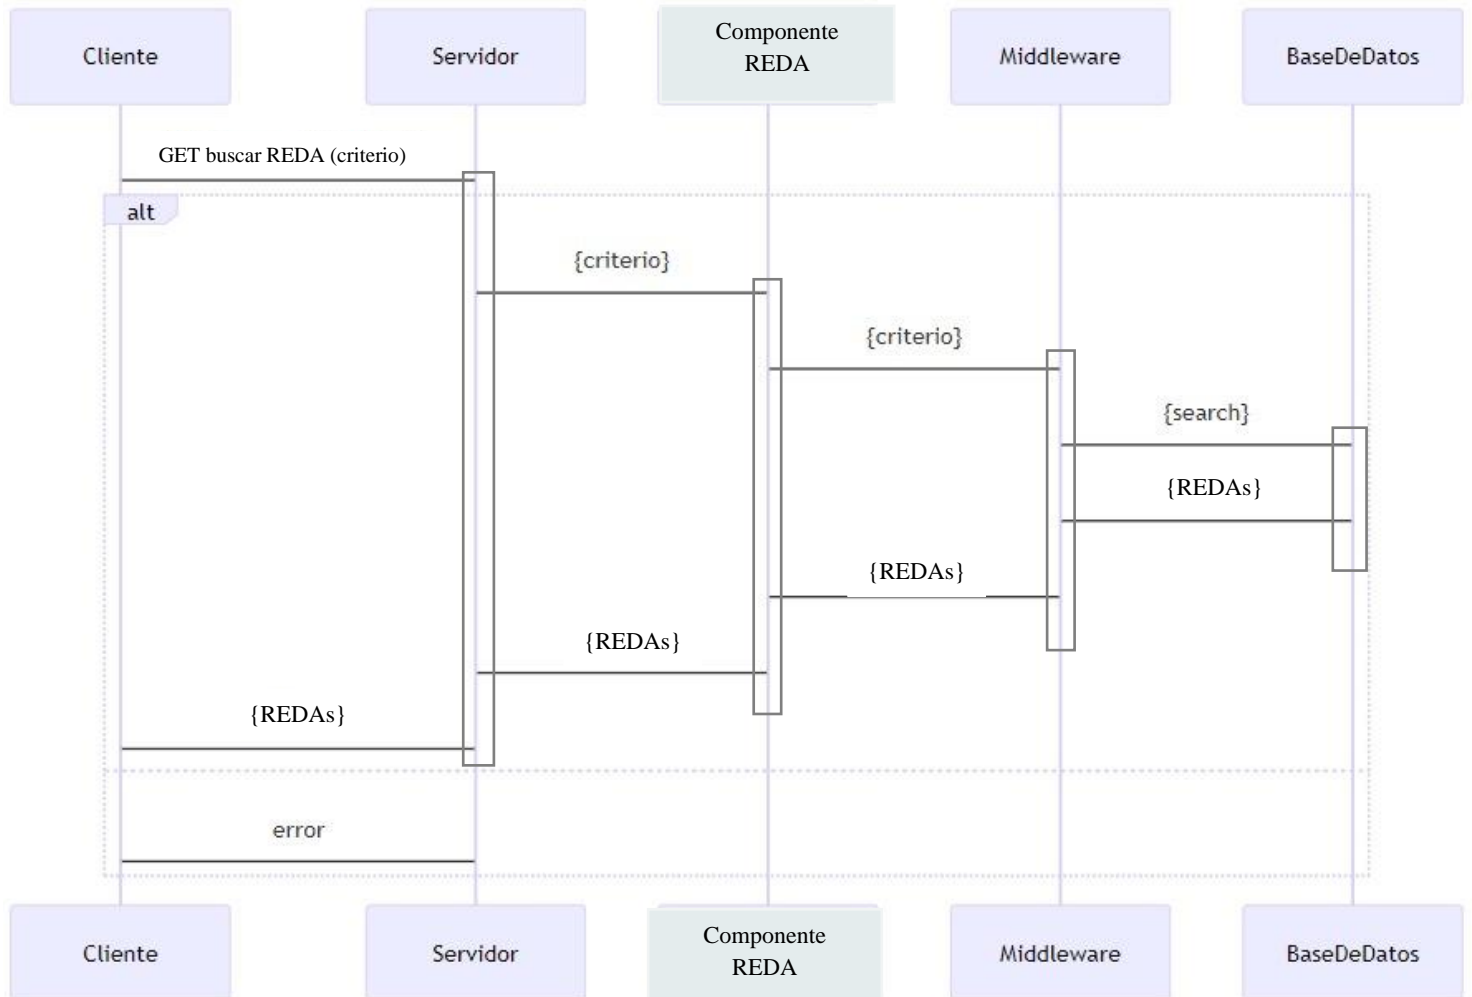 Cliente
Servidor
Componente
REDA
Middleware
BaseDeDatos
GET buscar REDA (criterio)
alt
{criterio}
{criterio}
{search}
{REDAs}
{REDAs}
{REDAs}
{REDAs}
error
Cliente
Servidor
Componente
REDA
Middleware
BaseDeDatos